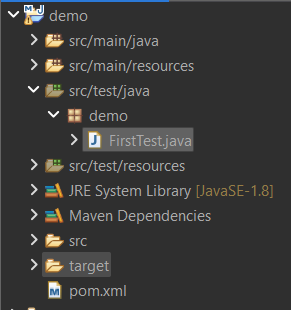 demo
src/main/java
src/main/resources
src/test/java
demo
FirstTest.java
src/test/resources
JRE System Library [JavaSE-1.8]
Maven Dependencies
src
target
pom.xml